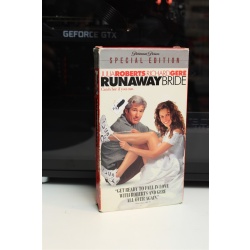 GEFORCE GTX
SPECIAL EDITION
JULIA ROBERTS RICHARD GERE
RUNAWAY BRIDE
"GET READY TO FALL IN LOVE
WITH ROBERTS AND GERE
ALL OVER AGAIN!"